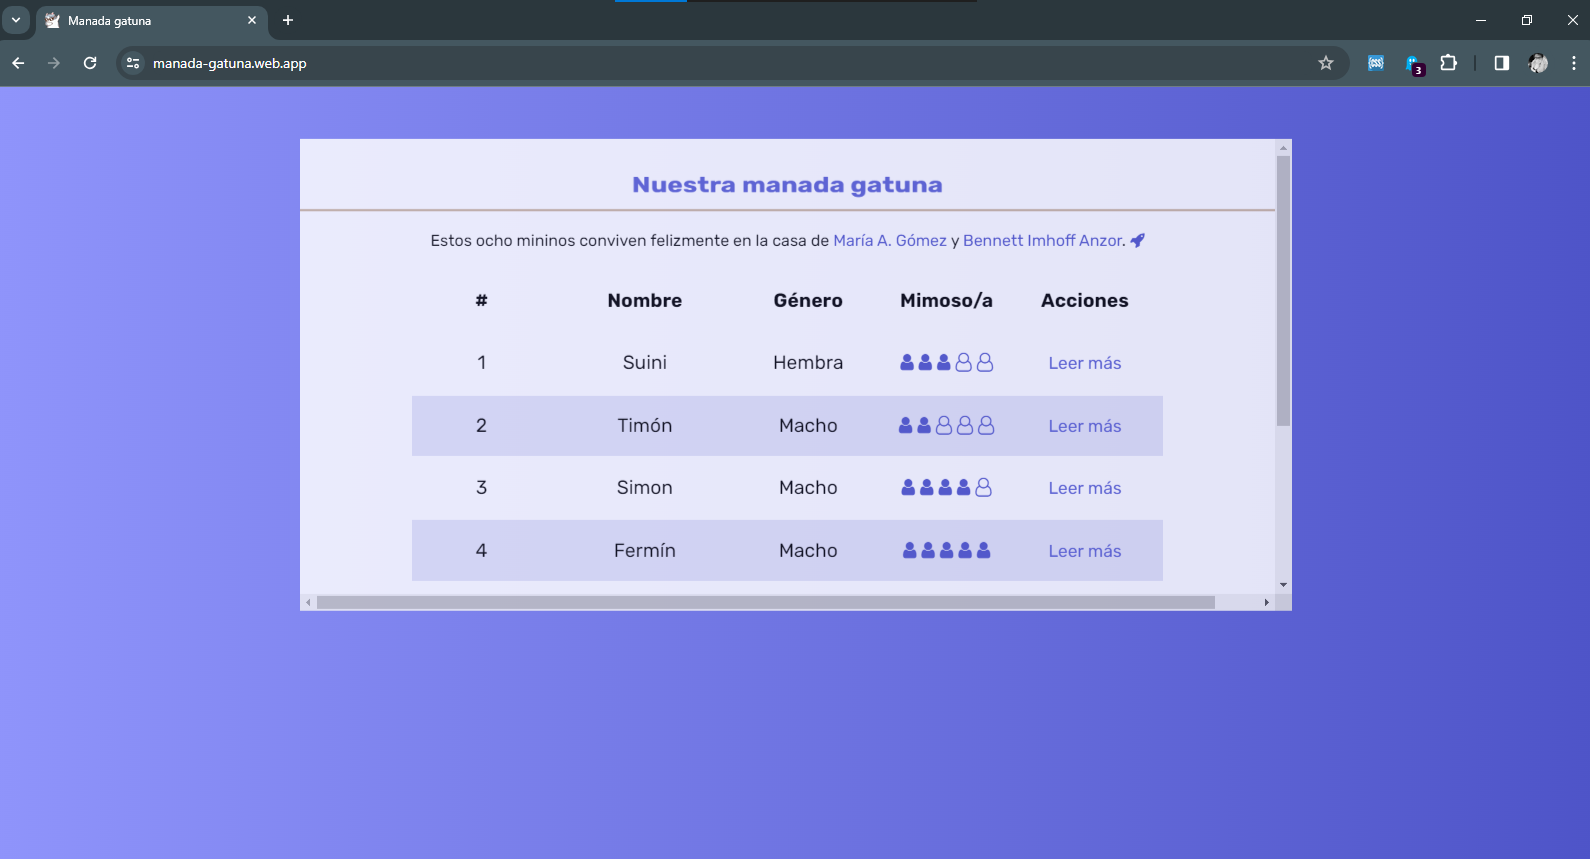 Manada gatuna
manada-gatuna.web.app
3
Nuestra manada gatuna
Estos ocho mininos conviven felizmente en la casa de María A. Gómez y Bennett Imhoff Anzor.
# Nombre Género Mimoso/a Acciones
1 Suini Hembra Leer más
2 Timón Macho Leer más
3 Simon Macho Leer más
4 Fermín Macho Leer más